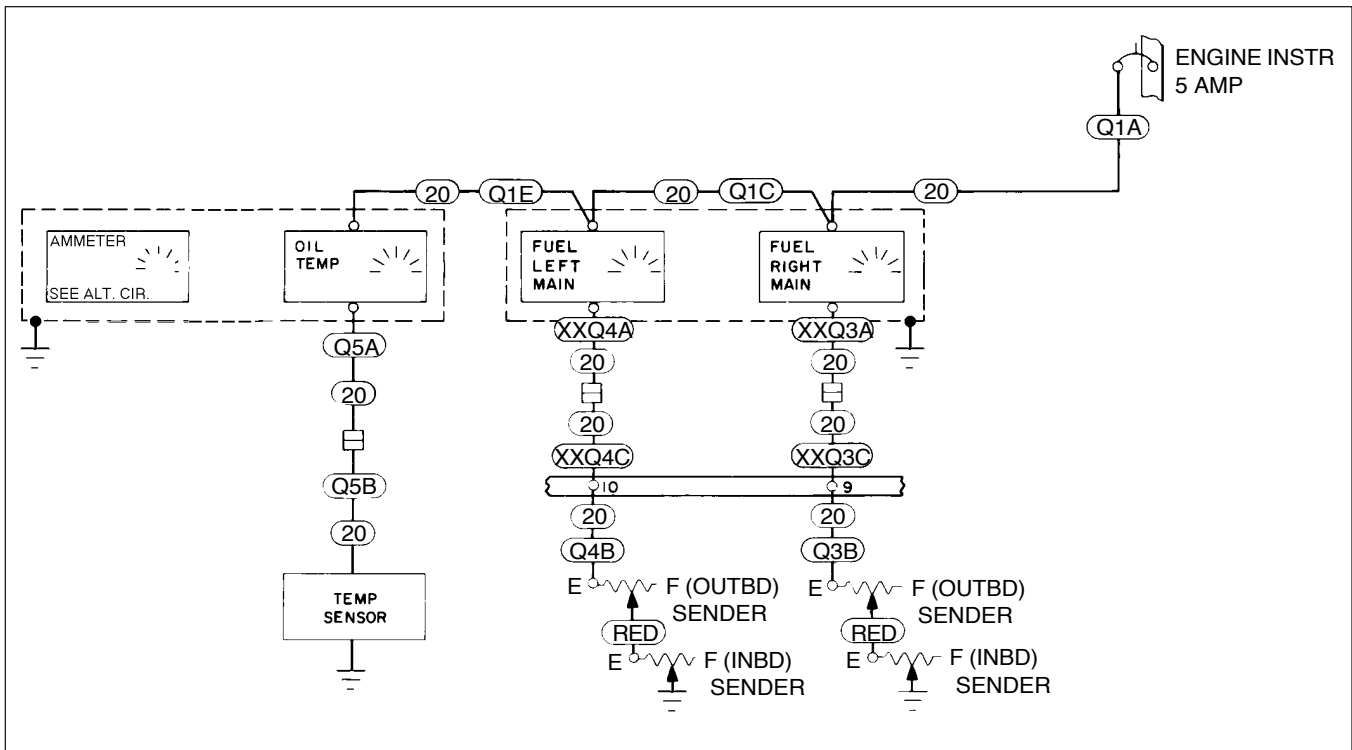 ENGINE INSTR
5 AMP
Q1A
20 Q1E 20 Q1C 20
AMMETER
SEE ALT. CIR.
OIL
TEMP
FUEL
LEFT
MAIN
FUEL
RIGHT
MAIN
Q5A
20
Q5B
20
TEMP
SENSOR
XXQ4A
20
20
XXQ4C
10
20
Q4B
E F (OUTBD)
SENDER
RED
E F (INBD)
SENDER
XXQ3A
20
20
XXQ3C
9
20
Q3B
E F (OUTBD)
SENDER
RED
E F (INBD)
SENDER